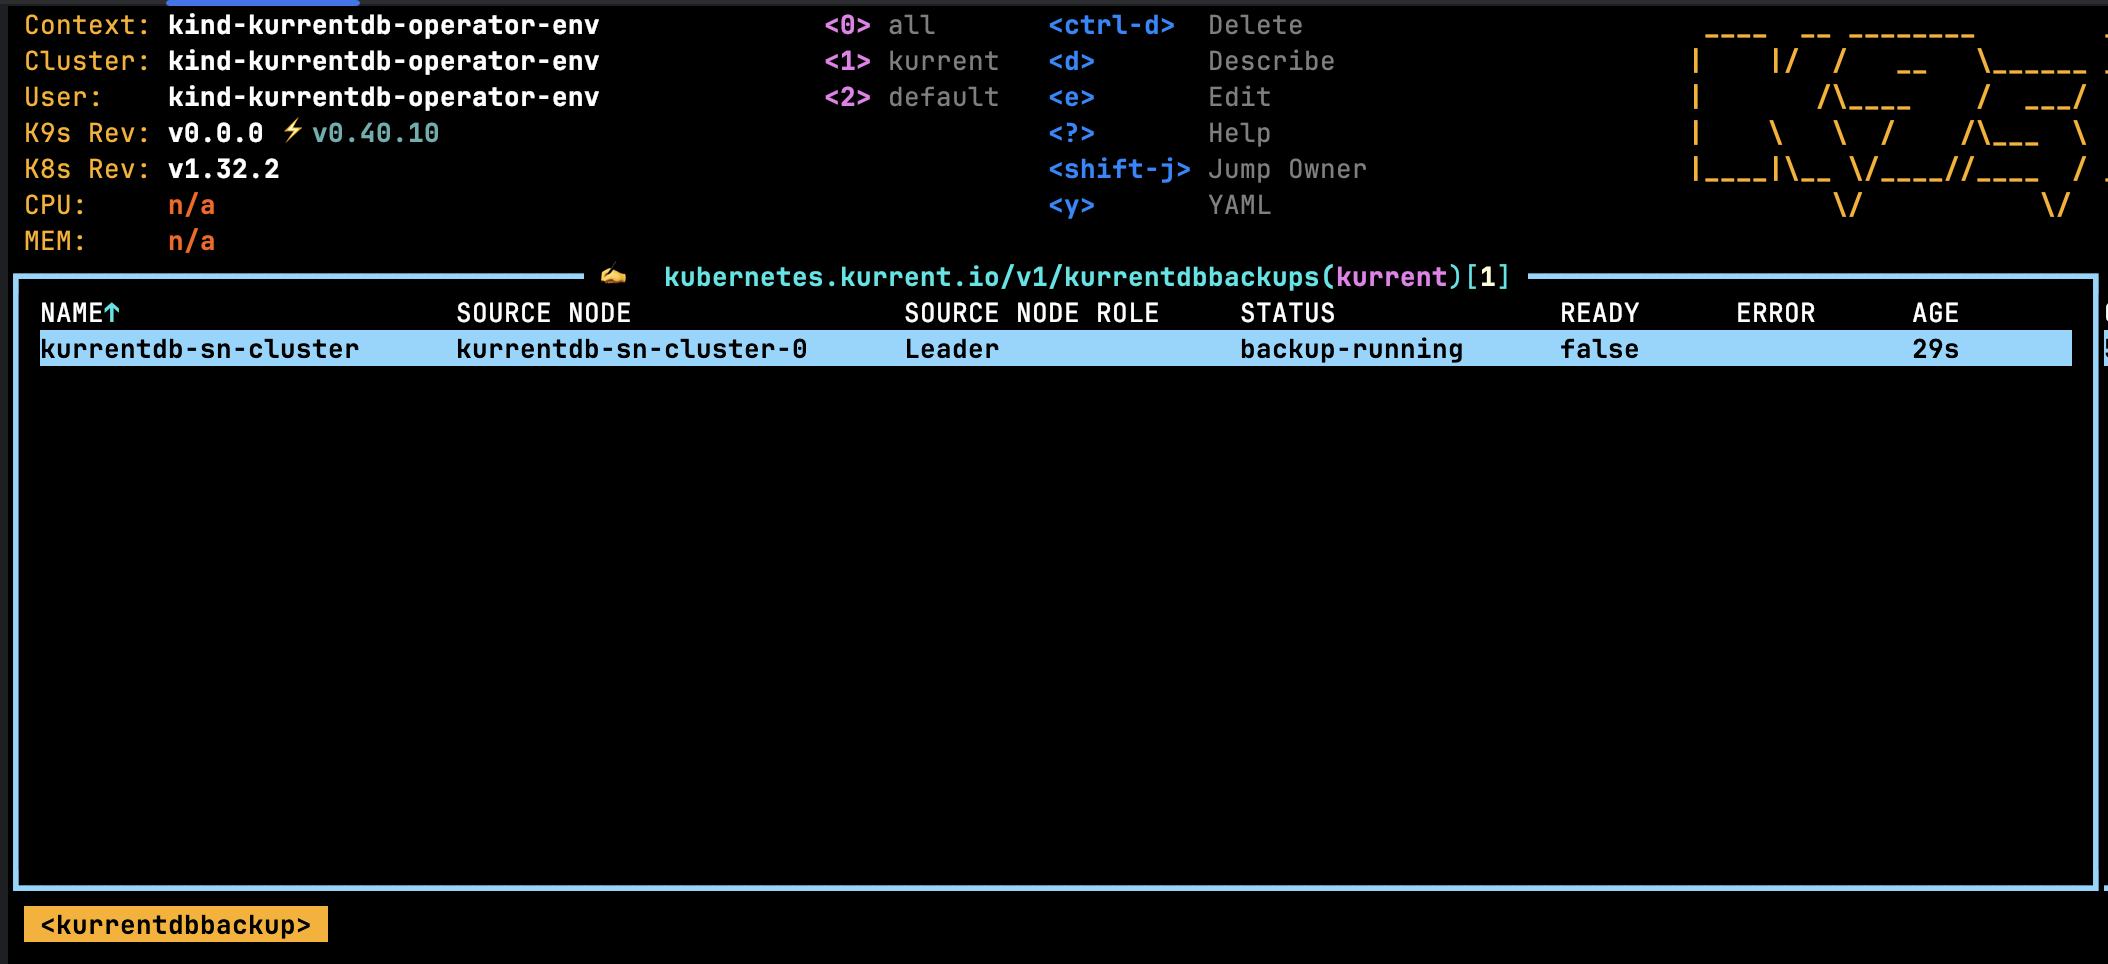 Context: kind-kurrentdb-operator-env <0> all <ctrl-d> Delete
Cluster: kind-kurrentdb-operator-env <1> kurrent <d> Describe
User: kind-kurrentdb-operator-env <2> default <e> Edit
K9s Rev: v0.0.0 ⚡️v0.40.10 <?> Help
K8s Rev: v1.32.2 <shift-j> Jump Owner
CPU: n/a <y> YAML
MEM: n/a
✍️ kubernetes.kurrent.io/v1/kurrentdbbackups(kurrent)[1]
NAME↑ SOURCE NODE SOURCE NODE ROLE STATUS READY ERROR AGE
kurrentdb-sn-cluster kurrentdb-sn-cluster-0 Leader backup-running false 29s
<kurrentdbbackup>